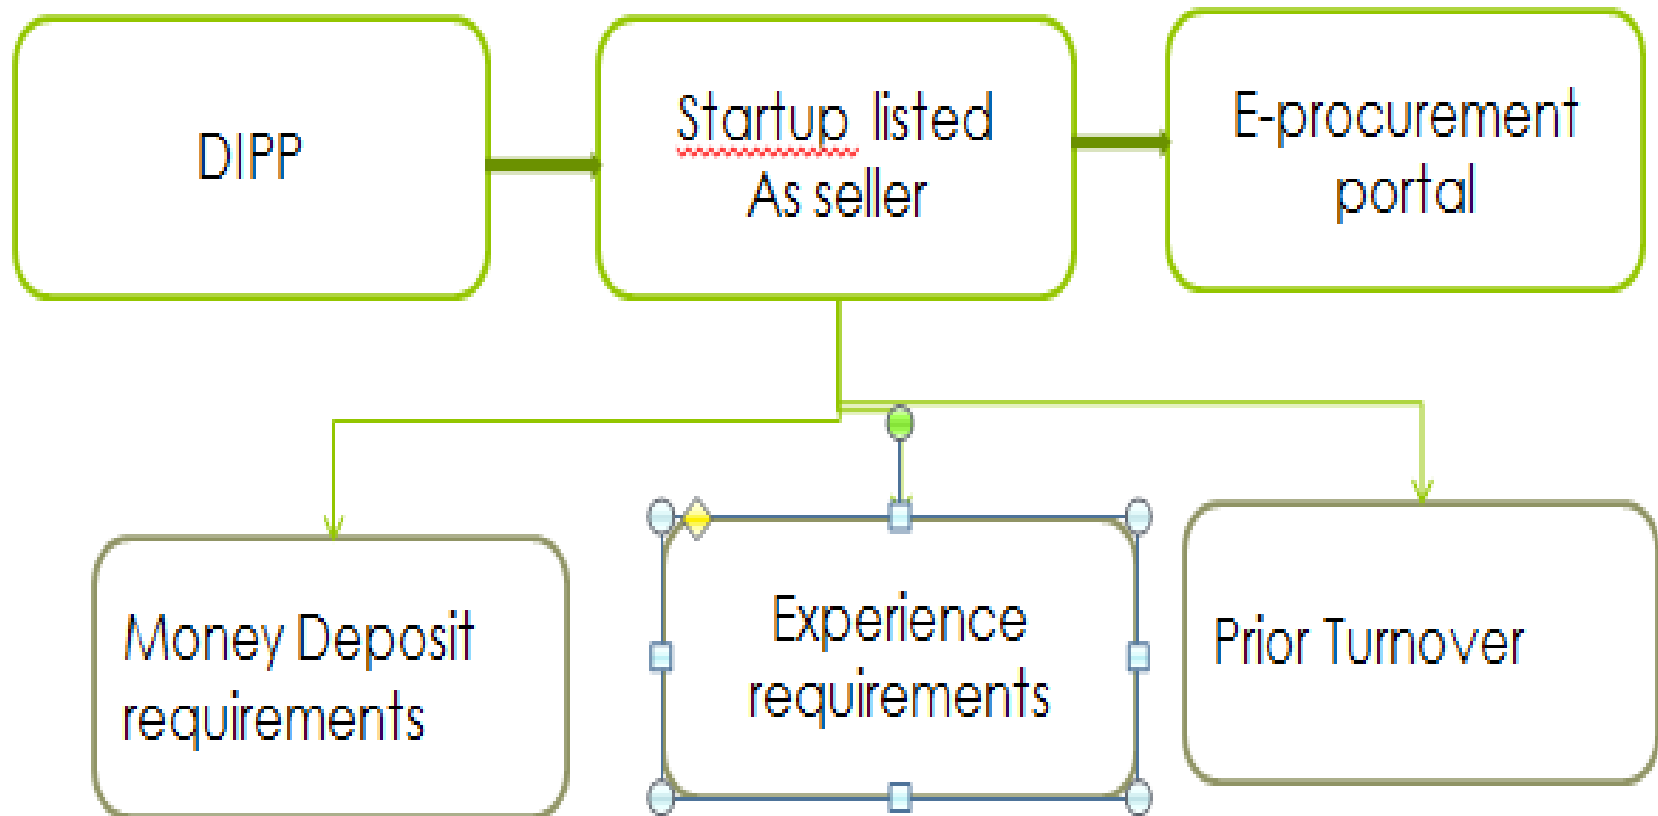 DIPP
Startup listed
As seller
E-procurement
portal
Money Deposit
requirements
Experience
requirements
Prior Turnover